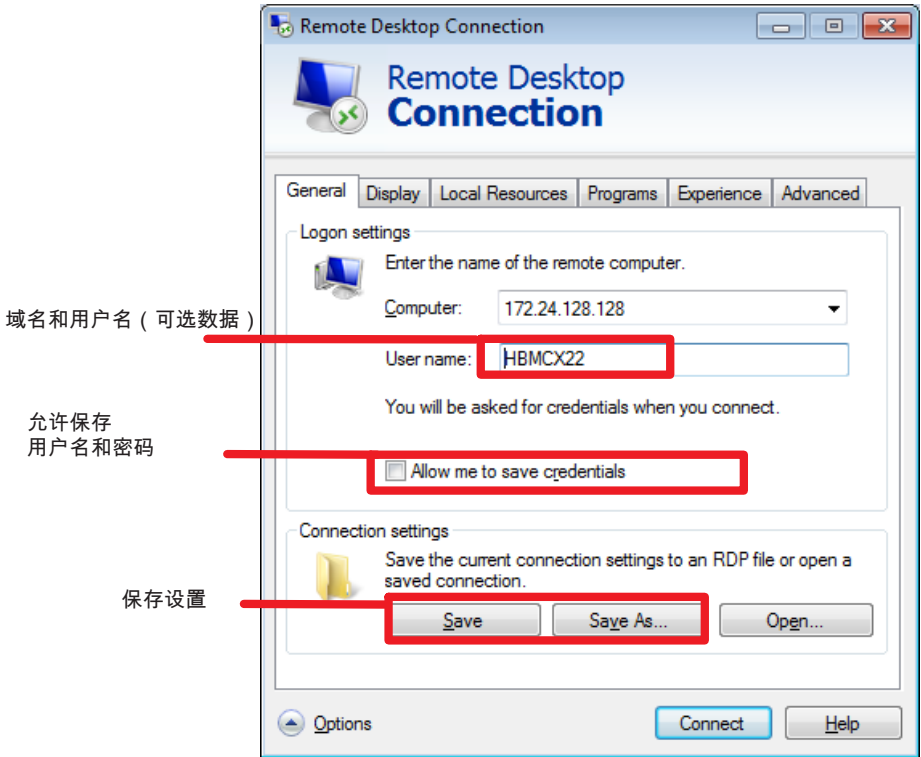 Remote Desktop Connection
Remote Desktop
Connection
General Display Local Resources Programs Experience Advanced
Logon settings
Enter the name of the remote computer.
Computer: 172.24.128.128
域名和用户名（可选数据）
User name: HBMCX22
You will be asked for credentials when you connect.
允许保存
用户名和密码
Allow me to save credentials
Connection settings
Save the current connection settings to an RDP file or open a
saved connection.
保存设置
Save Save As... Open...
Options Connect Help